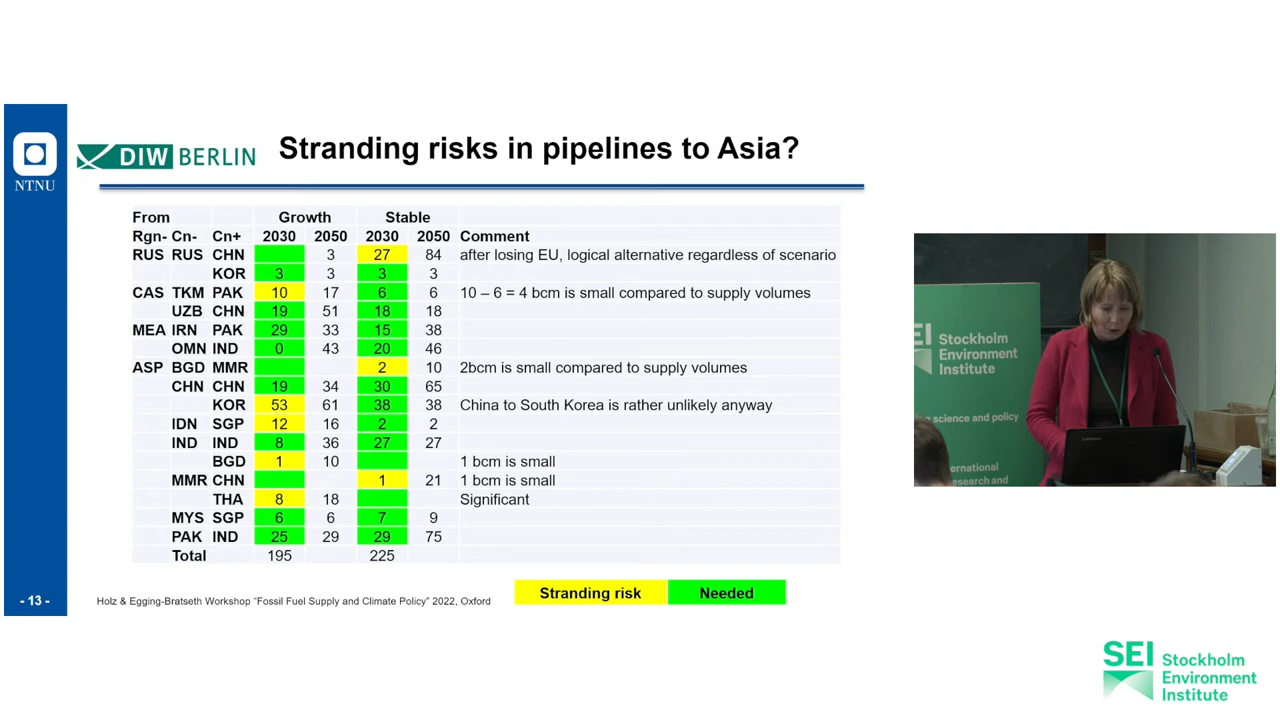 Stranding risks in pipelines to Asia?
NTNU
DIW BERLIN
From Growth Stable
Rgn- Cn- Cn+ 2030 2050 2030 2050 Comment
RUS RUS CHN 3 27 84 after losing EU, logical alternative regardless of scenario
KOR 3 3 3 3
CAS TKM PAK 10 17 6 6 10 – 6 = 4 bcm is small compared to supply volumes
UZB CHN 19 51 18 18
MEA IRN PAK 29 33 15 38
OMN IND 0 43 20 46
ASP BGD MMR 2 10 2bcm is small compared to supply volumes
CHN CHN 19 34 30 65
KOR 53 61 38 38 China to South Korea is rather unlikely anyway
IDN SGP 12 16 2 2
IND IND 8 36 27 27
BGD 1 10 1 bcm is small
MMR CHN 1 21 1 bcm is small
THA 8 18 Significant
MYS SGP 6 6 7 9
PAK IND 25 29 29 75
Total 195 225
Stranding risk Needed
- 13 -
Holz & Egging-Bratseth Workshop "Fossil Fuel Supply and Climate Policy" 2022, Oxford
SEI
Stockholm
Environment
Institute
science and policy
research and
Lenovo
SEI Stockholm
Environment
Institute